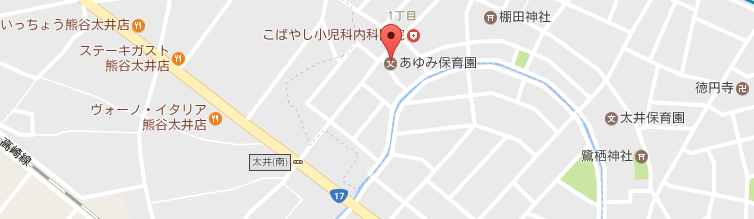 1丁目
棚田神社
いっちょう熊谷太井店
こばやし小児科内科
ステーキガスト
熊谷太井店
あゆみ保育園
徳円寺
ヴォーノ・イタリア
熊谷太井店
太井保育園
高崎線
太井(南)
鷺栖神社
17